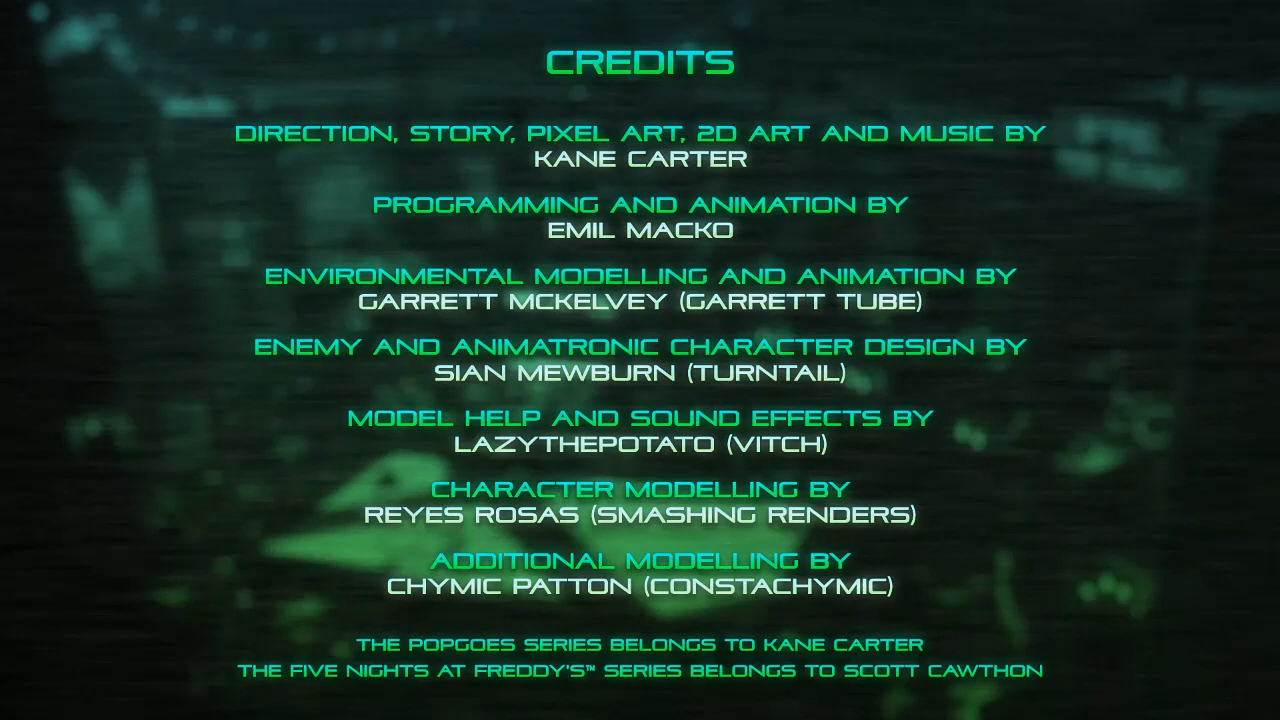 CREDITS
DIRECTION, STORY, PIXEL ART, 2D ART AND MUSIC BY
KANE CARTER
PROGRAMMING AND ANIMATION BY
EMIL MACKO
ENVIRONMENTAL MODELLING AND ANIMATION BY
GARRETT MCKELVEY (GARRETT TUBE)
ENEMY AND ANIMATRONIC CHARACTER DESIGN BY
SIAN MEWBURN (TURNTAIL)
MODEL HELP AND SOUND EFFECTS BY
LAZYTHEPOTATO (VITCH)
CHARACTER MODELLING BY
REYES ROSAS (SMASHING RENDERS)
ADDITIONAL MODELLING BY
CHYMIC PATTON (CONSTACHYMIC)
THE POPGOES SERIES BELONGS TO KANE CARTER
THE FIVE NIGHTS AT FREDDY'S™ SERIES BELONGS TO SCOTT CAWTHON